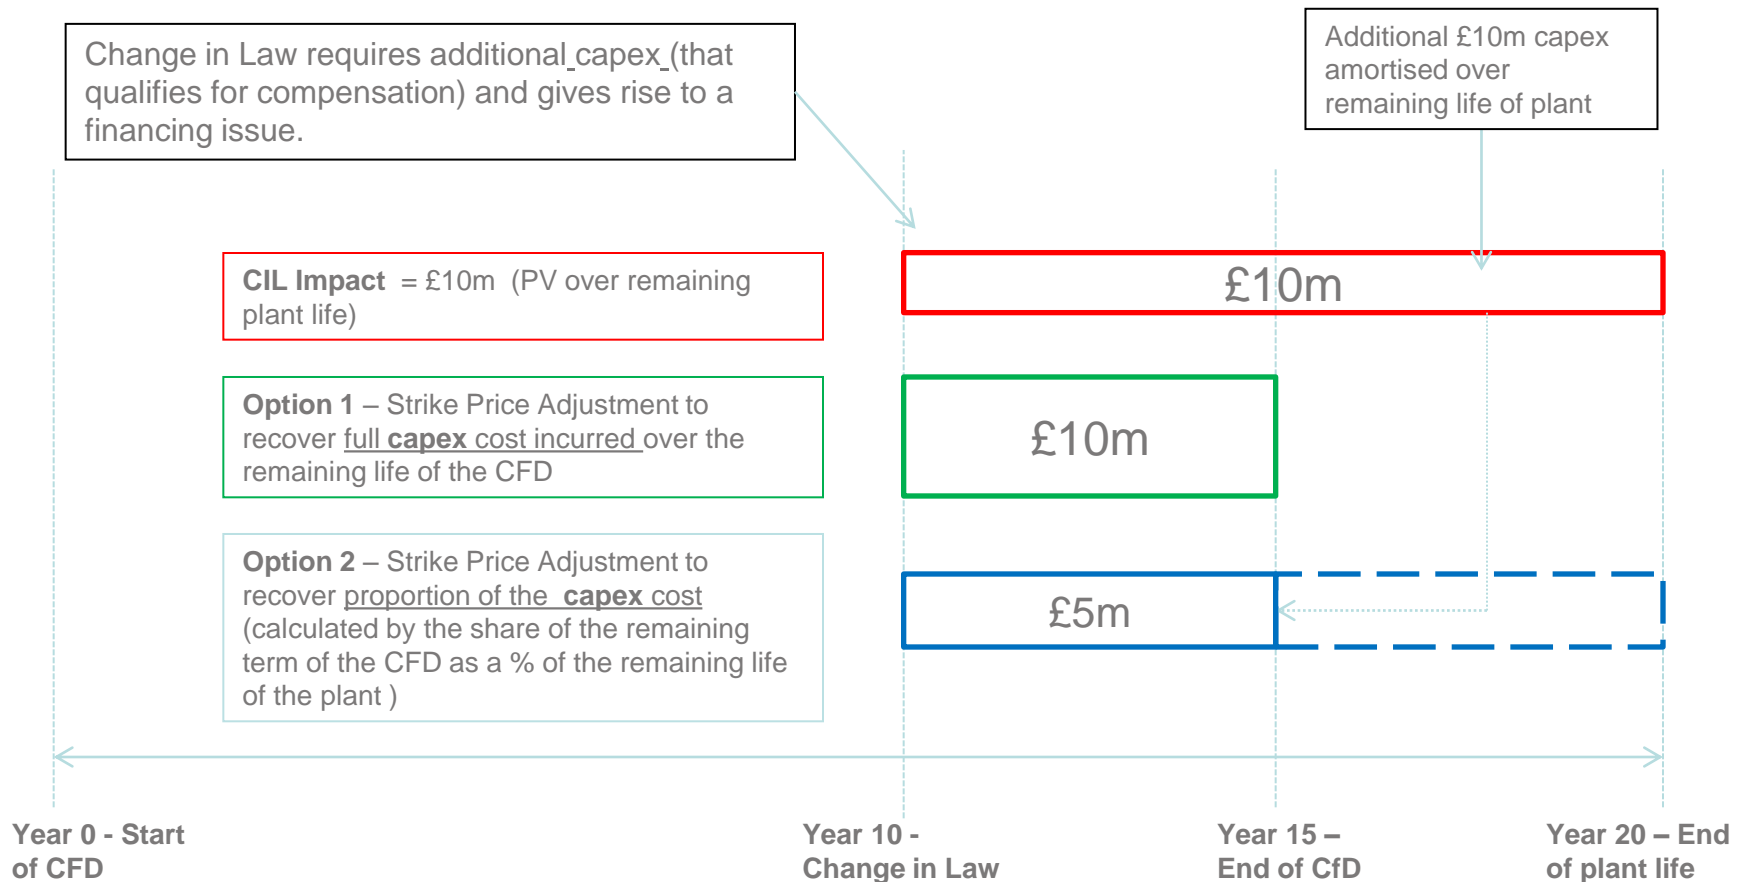 Change in Law requires additional capex (that
qualifies for compensation) and gives rise to a
financing issue.
Additional £10m capex
amortised over
remaining life of plant
CIL Impact = £10m (PV over remaining
plant life)
£10m
Option 1 – Strike Price Adjustment to
recover full capex cost incurred over the
remaining life of the CFD
£10m
Option 2 – Strike Price Adjustment to
recover proportion of the capex cost
(calculated by the share of the remaining
term of the CFD as a % of the remaining life
of the plant )
£5m
Year 0 - Start
of CFD
Year 10 -
Change in Law
Year 15 –
End of CfD
Year 20 – End
of plant life